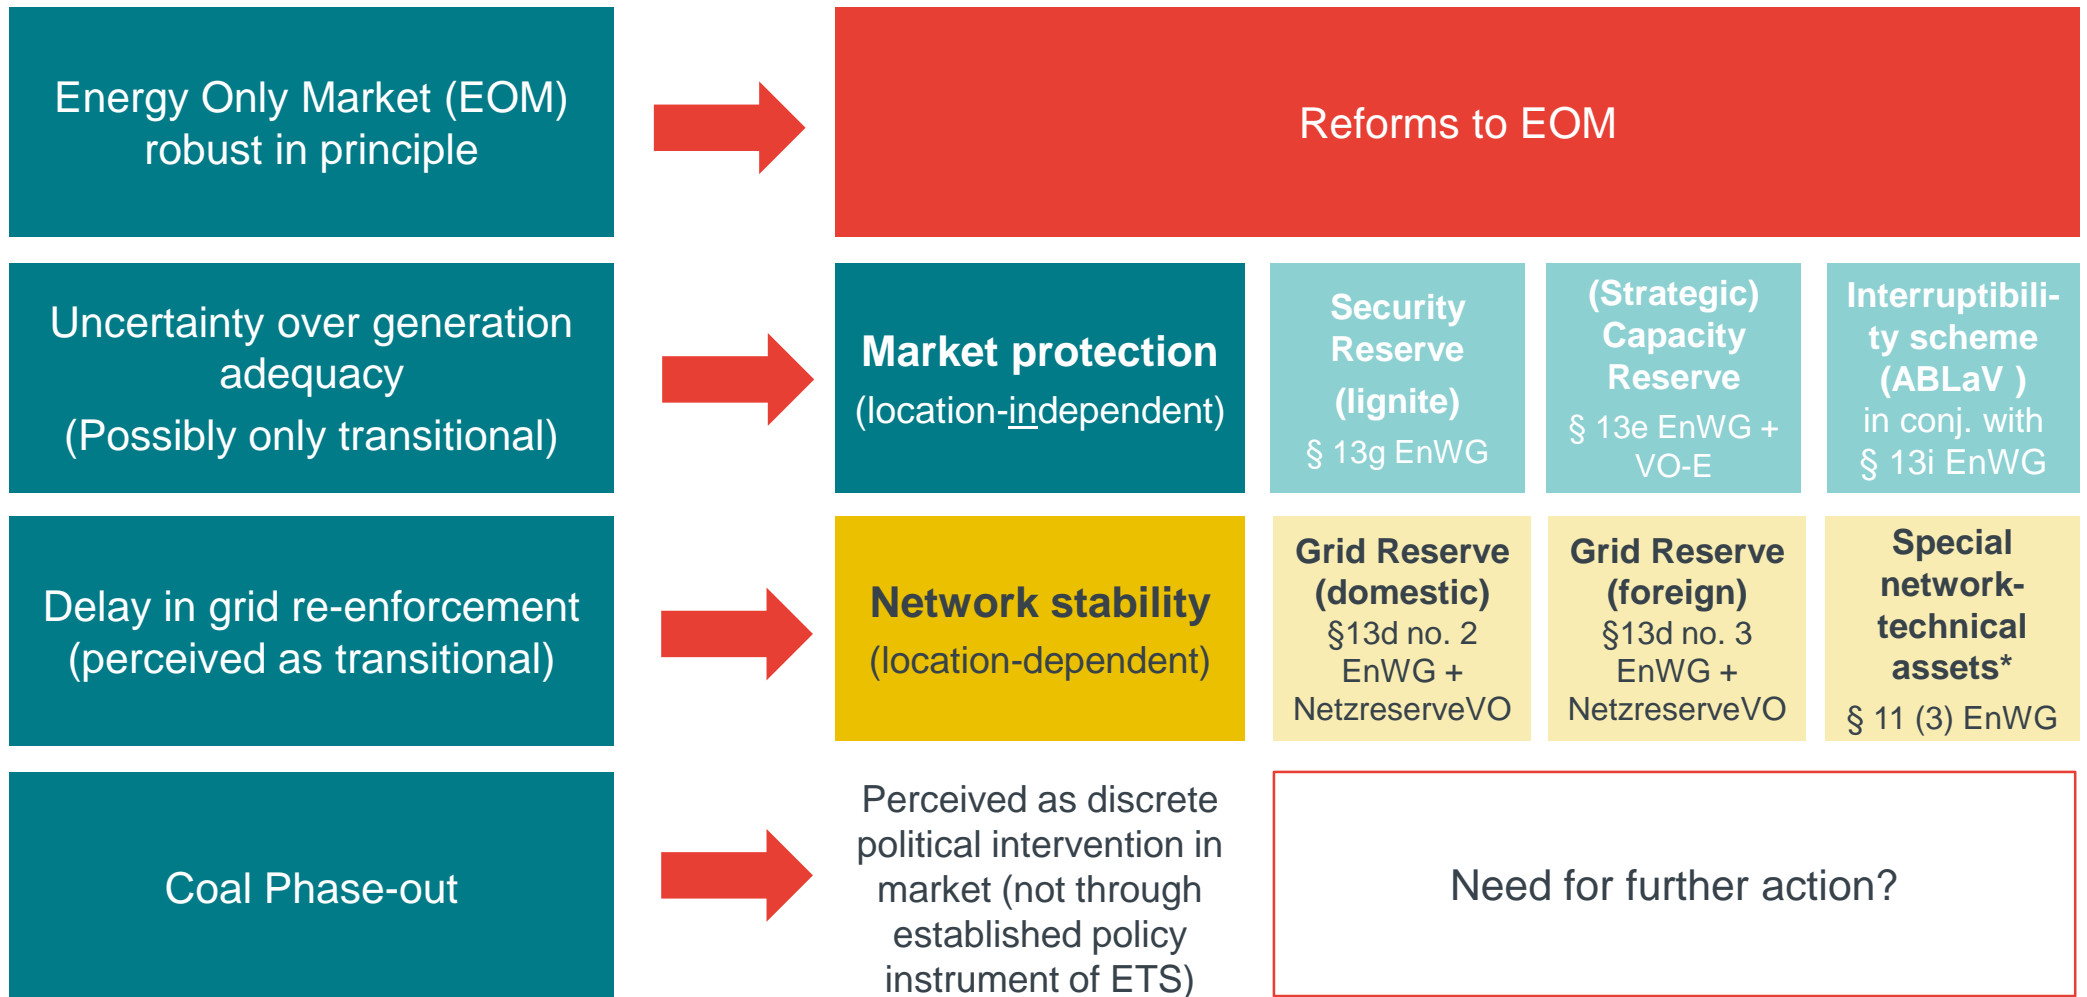 Energy Only Market (EOM)
robust in principle
Reforms to EOM
Uncertainty over generation
adequacy
(Possibly only transitional)
Market protection
(location-independent)
Security
Reserve
(lignite)
§ 13g EnWG
(Strategic)
Capacity
Reserve
§ 13e EnWG +
VO-E
Interruptibili-
ty scheme
(ABLaV )
in conj. with
§ 13i EnWG
Delay in grid re-enforcement
(perceived as transitional)
Network stability
(location-dependent)
Grid Reserve
(domestic)
§13d no. 2
EnWG +
NetzreserveVO
Grid Reserve
(foreign)
§13d no. 3
EnWG +
NetzreserveVO
Special
network-
technical
assets*
§ 11 (3) EnWG
Coal Phase-out
Perceived as discrete
political intervention in
market (not through
established policy
instrument of ETS)
Need for further action?